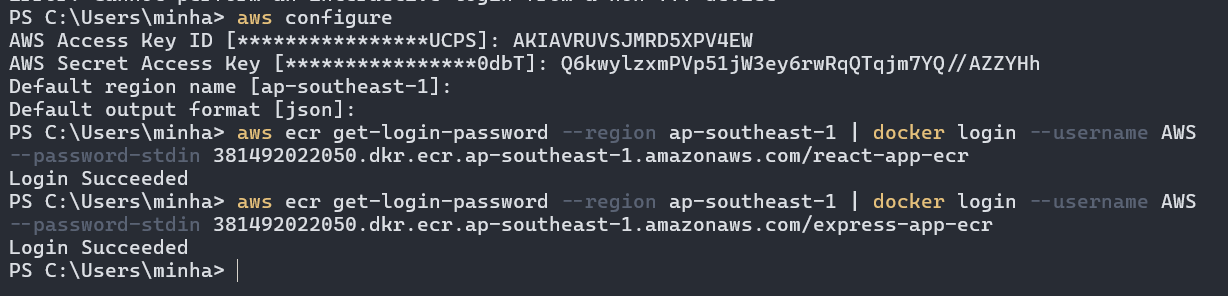 PS C:\Users\minha> aws configure
AWS Access Key ID [****************UCPS]: AKIAVRUVSJMRD5XPV4EW
AWS Secret Access Key [****************0dbT]: 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
Default region name [ap-southeast-1]:
Default output format [json]:
PS C:\Users\minha> aws ecr get-login-password --region ap-southeast-1 | docker login --username AWS
--password-stdin 381492022050.dkr.ecr.ap-southeast-1.amazonaws.com/react-app-ecr
Login Succeeded
PS C:\Users\minha> aws ecr get-login-password --region ap-southeast-1 | docker login --username AWS
--password-stdin 381492022050.dkr.ecr.ap-southeast-1.amazonaws.com/express-app-ecr
Login Succeeded
PS C:\Users\minha>